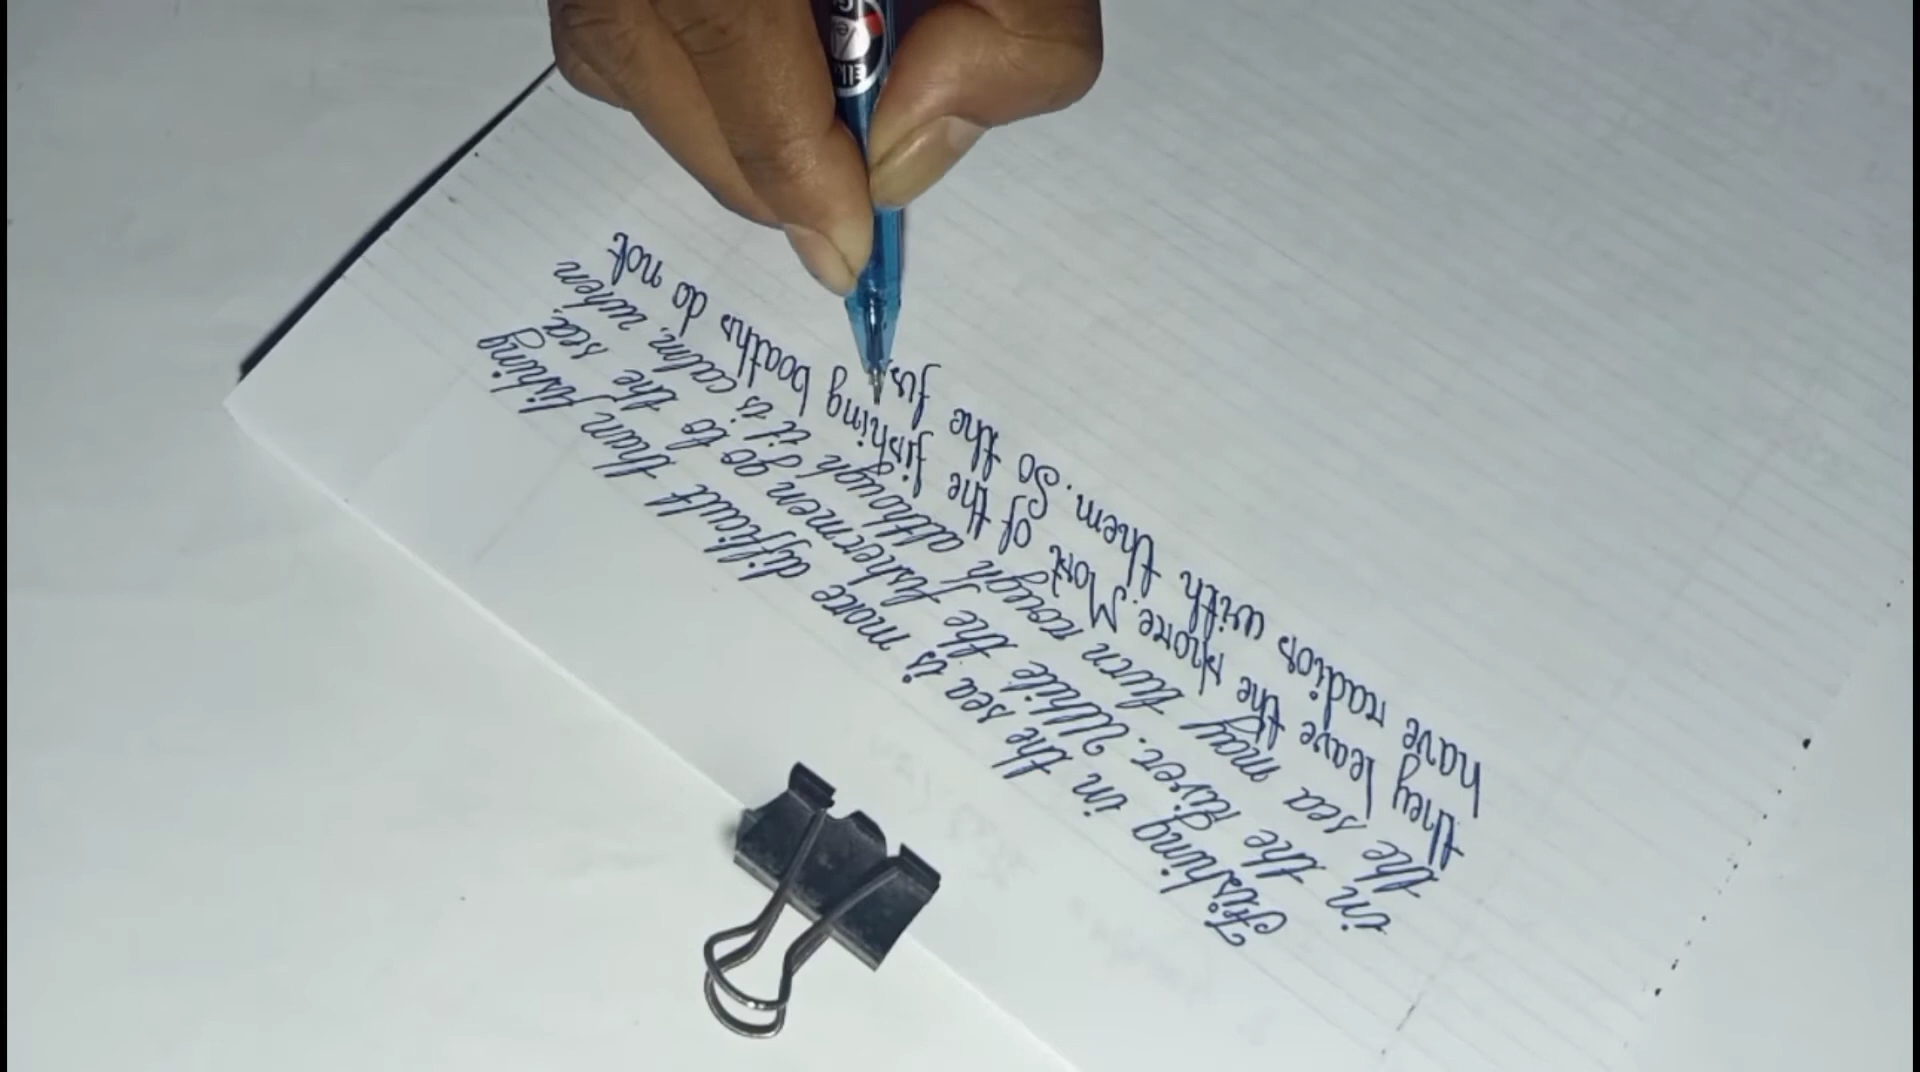 Fishing in the sea is more difficult than fishing
in the River. While the fishermen go to the sea,
the sea may turn rough although it is calm, when
they leave the shore. Most of the fishing boaths do not
have radios with them. So the fis